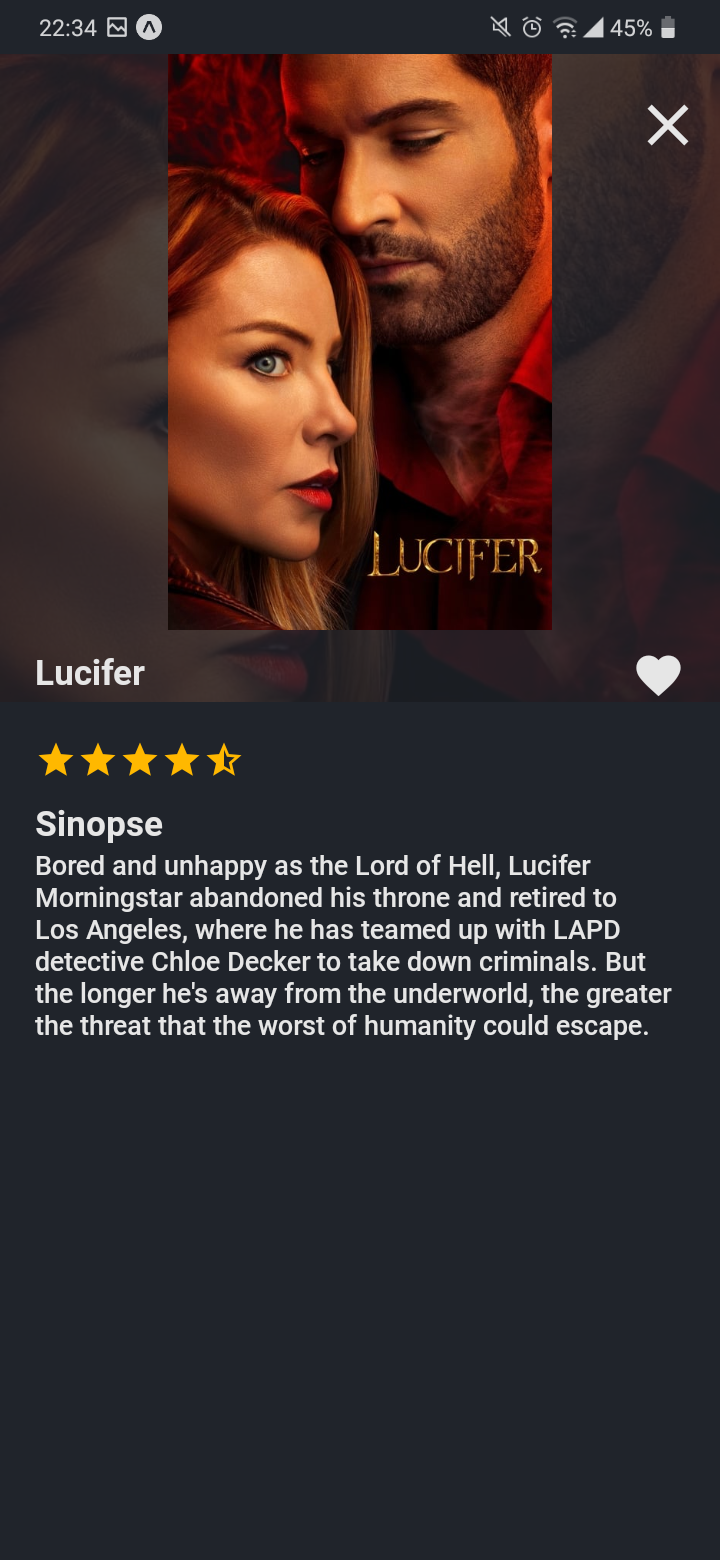 22:34 45%
LUCIFER
Lucifer
Sinopse
Bored and unhappy as the Lord of Hell, Lucifer
Morningstar abandoned his throne and retired to
Los Angeles, where he has teamed up with LAPD
detective Chloe Decker to take down criminals. But
the longer he's away from the underworld, the greater
the threat that the worst of humanity could escape.